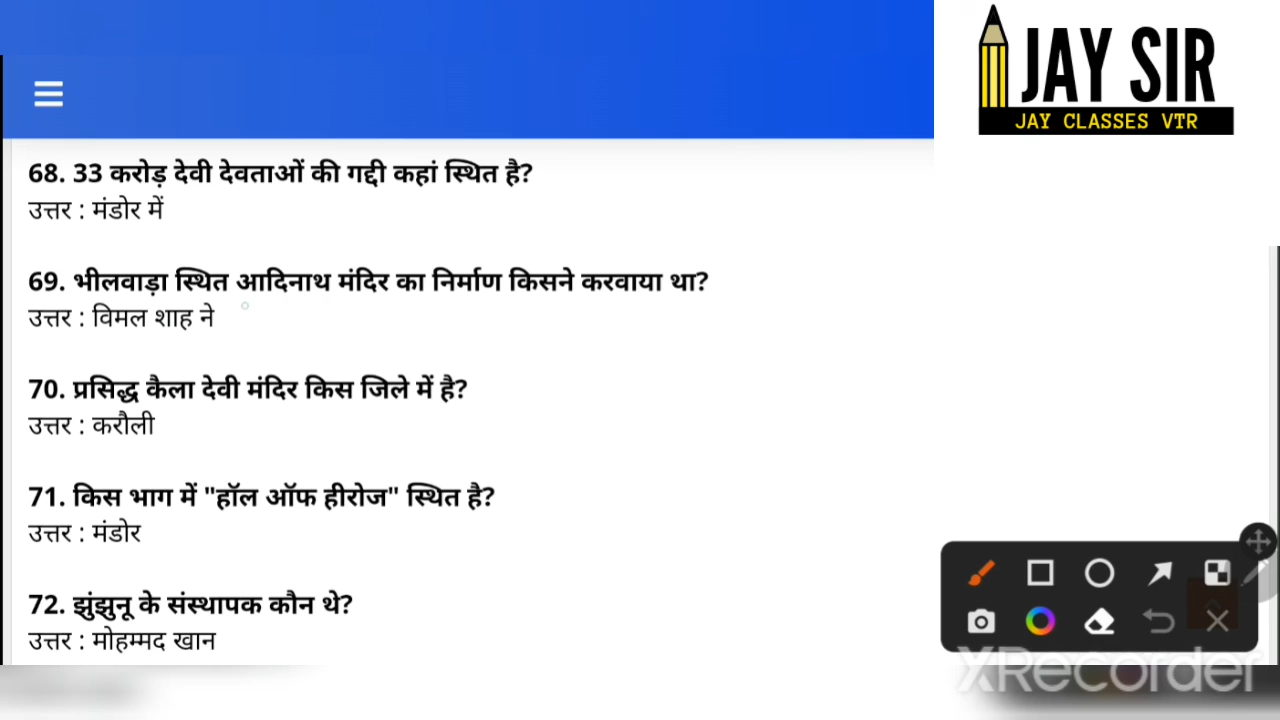 JAY SIR
JAY CLASSES VTR
68. 33 करोड़ देवी देवताओं की गद्दी कहां स्थित है?
उत्तर : मंडोर में
69. भीलवाड़ा स्थित आदिनाथ मंदिर का निर्माण किसने करवाया था?
उत्तर : विमल शाह ने
70. प्रसिद्ध कैला देवी मंदिर किस जिले में है?
उत्तर : करौली
71. किस भाग में "हॉल ऑफ हीरोज" स्थित है?
उत्तर : मंडोर
72. झुंझुनू के संस्थापक कौन थे?
उत्तर : मोहम्मद खान
XRecorder